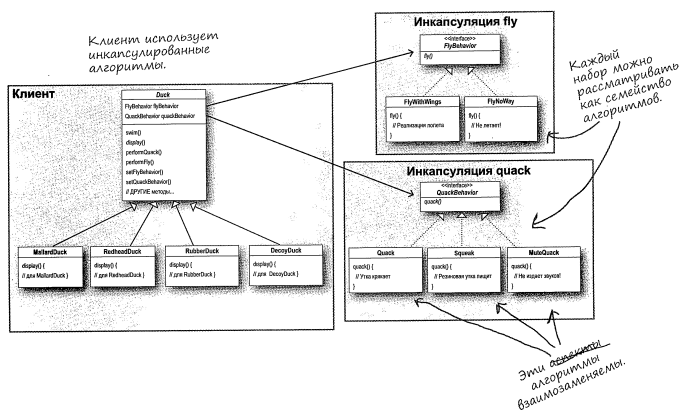 Клиент использует
инкапсулированные
алгоритмы.
Инкапсуляция fly
<<interface>>
FlyBehavior
fly()
FlyWithWings
fly() {
// Реализация полета
}
FlyNoWay
fly() {
// Не летает!
}
Каждый
набор можно
рассматривать
как семейство
алгоритмов.
Клиент
Duck
FlyBehavior flyBehavior
QuackBehavior quackBehavior
swim()
display()
performQuack()
performFly()
setFlyBehavior()
setQuackBehavior()
// ДРУГИЕ методы...
MallardDuck
display() {
// для MallardDuck }
RedheadDuck
display() {
// для RedheadDuck }
RubberDuck
display() {
// для RubberDuck }
DecoyDuck
display() {
// для DecoyDuck }
Инкапсуляция quack
<<interface>>
QuackBehavior
quack()
Quack
quack() {
// Утка крякает
}
Squeak
quack() {
// Резиновая утка пищит
}
MuteQuack
quack() {
// Не издает звуков!
}
Эти аспекты
алгоритмы
взаимозаменяемы.